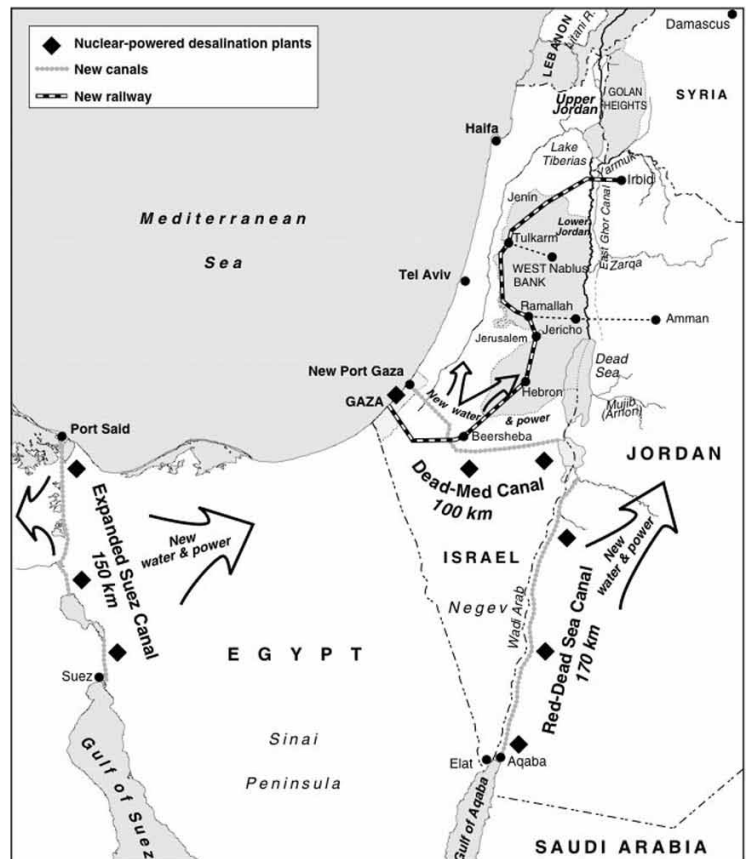 Nuclear-powered desalination plants
New canals
New railway
Damascus
LEBANON
Litani R.
SYRIA
GOLAN
HEIGHTS
Upper
Jordan
Haifa
Lake
Tiberias
Yarmuk
Irbid
Jenin
Lower
Jordan
East Ghor Canal
Mediterranean
Sea
Tulkarm
WEST
BANK
Nablus
Zarqa
Tel Aviv
Ramallah
Jericho
Amman
Jerusalem
Dead
Sea
New Port Gaza
GAZA
Hebron
New water & power
Mujib
(Arnon)
Beersheba
Port Said
JORDAN
Dead-Med Canal
100 km
Expanded Suez Canal
150 km
New
water & power
ISRAEL
Negev
Wadi Arab
New
water & power
Red-Dead Sea Canal
170 km
EGYPT
Suez
Sinai
Peninsula
Elat
Aqaba
Gulf of Suez
Gulf of Aqaba
SAUDI ARABIA